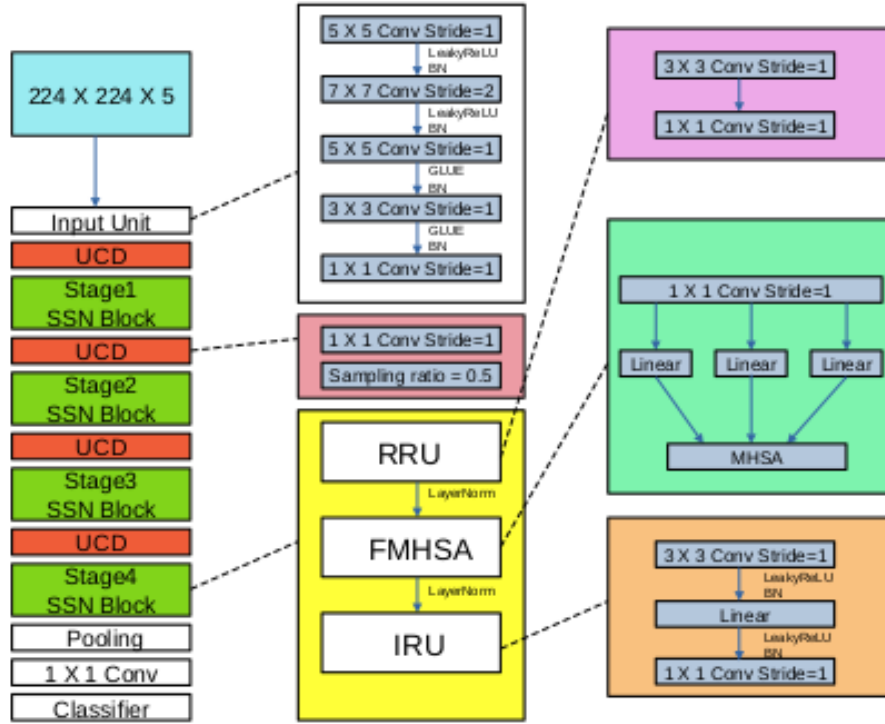 224 X 224 X 5
Input Unit
UCD
Stage1
SSN Block
UCD
Stage2
SSN Block
UCD
Stage3
SSN Block
UCD
Stage4
SSN Block
Pooling
1 X 1 Conv
Classifier
5 X 5 Conv Stride=1
LeakyReLU
BN
7 X 7 Conv Stride=2
LeakyReLU
BN
5 X 5 Conv Stride=1
GLUE
BN
3 X 3 Conv Stride=1
GLUE
BN
1 X 1 Conv Stride=1
1 X 1 Conv Stride=1
Sampling ratio = 0.5
RRU
LayerNorm
FMHSA
LayerNorm
IRU
3 X 3 Conv Stride=1
1 X 1 Conv Stride=1
1 X 1 Conv Stride=1
Linear Linear Linear
MHSA
3 X 3 Conv Stride=1
LeakyReLU
BN
Linear
LeakyReLU
BN
1 X 1 Conv Stride=1